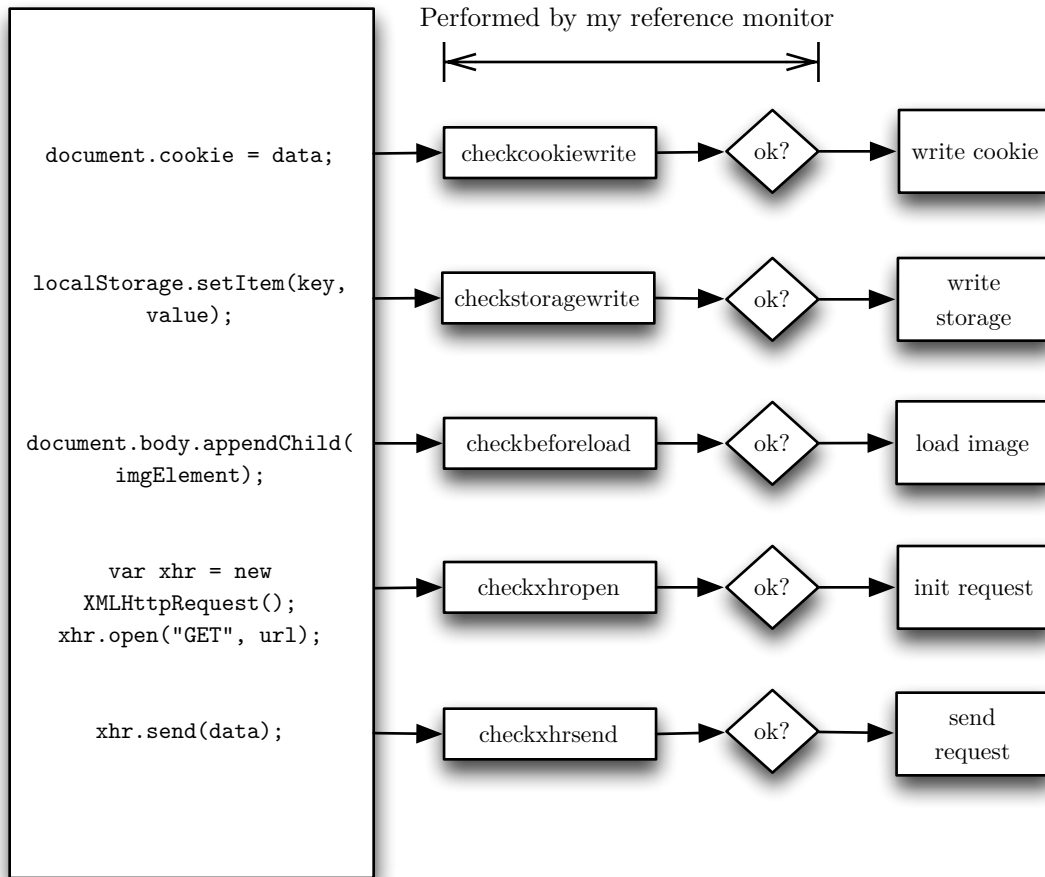 Performed by my reference monitor
document.cookie = data;
checkcookiewrite
ok?
write cookie
localStorage.setItem(key,
value);
checkstoragewrite
ok?
write
storage
document.body.appendChild(
imgElement);
checkbeforeload
ok?
load image
var xhr = new
XMLHttpRequest();
xhr.open("GET", url);
checkxhropen
ok?
init request
xhr.send(data);
checkxhrsend
ok?
send
request